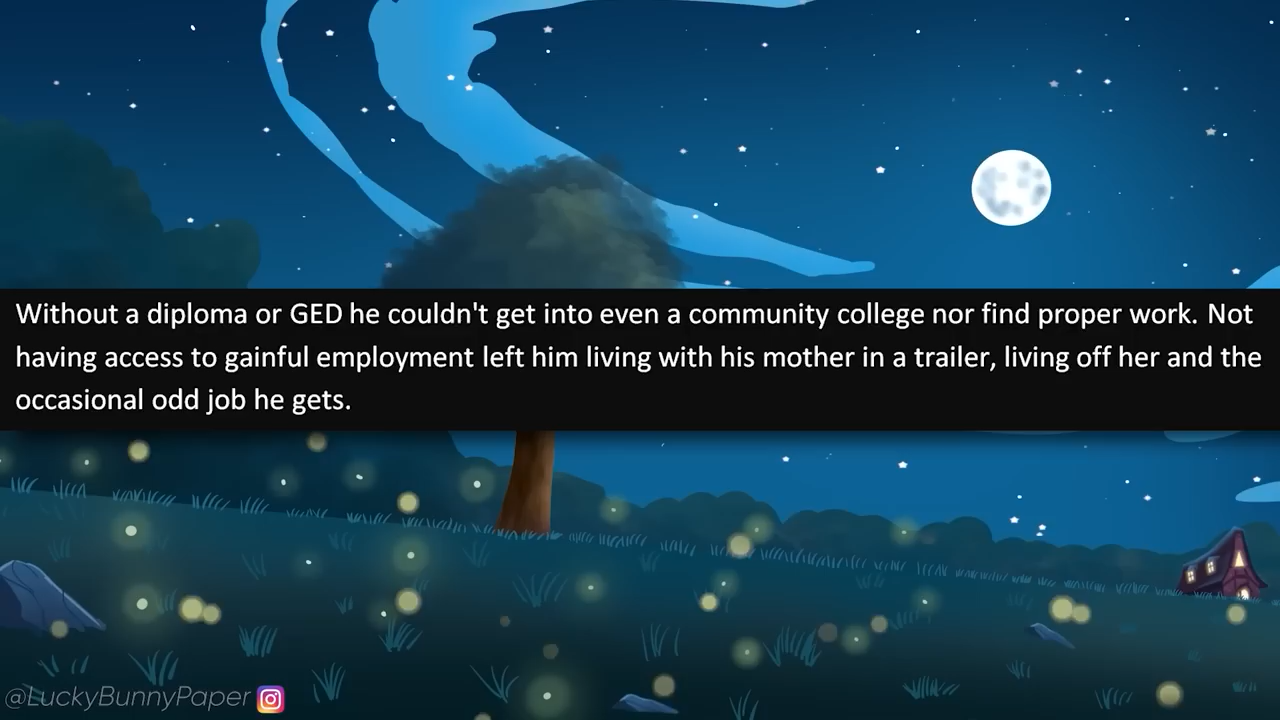 Without a diploma or GED he couldn't get into even a community college nor find proper work. Not
having access to gainful employment left him living with his mother in a trailer, living off her and the
occasional odd job he gets.
@LuckyBunnyPaper